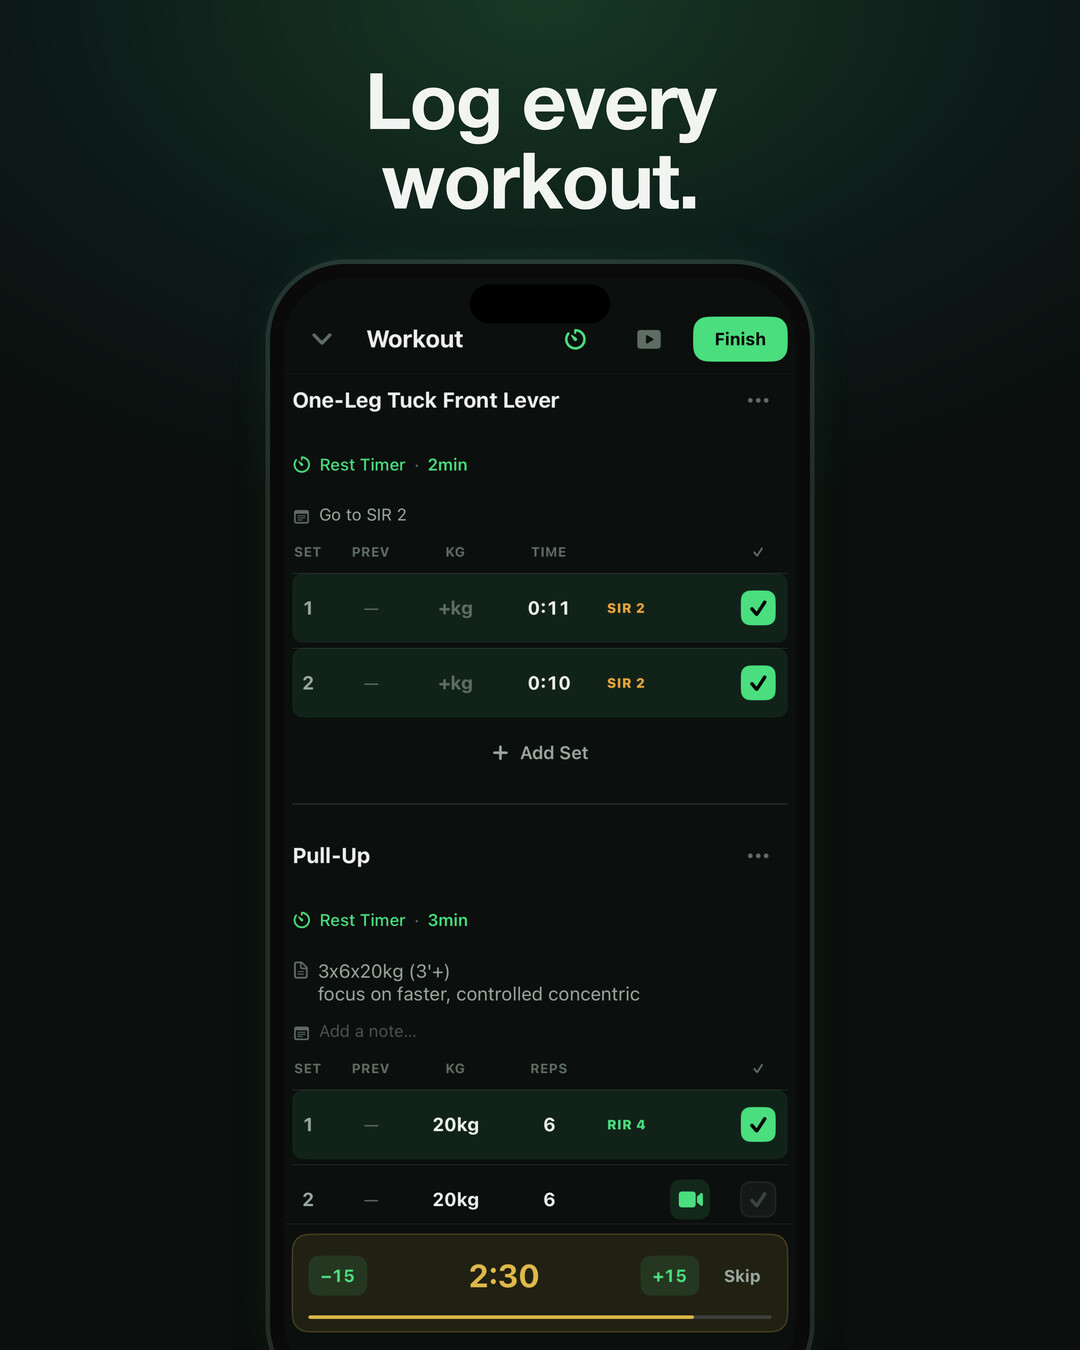 Log every
workout.
Workout
Finish
One-Leg Tuck Front Lever
Rest Timer · 2min
Go to SIR 2
SET PREV KG TIME ✓
1 — +kg 0:11 SIR 2
2 — +kg 0:10 SIR 2
+ Add Set
Pull-Up
Rest Timer · 3min
3x6x20kg (3'+)
focus on faster, controlled concentric
Add a note...
SET PREV KG REPS ✓
1 — 20kg 6 RIR 4
2 — 20kg 6
−15 2:30 +15 Skip